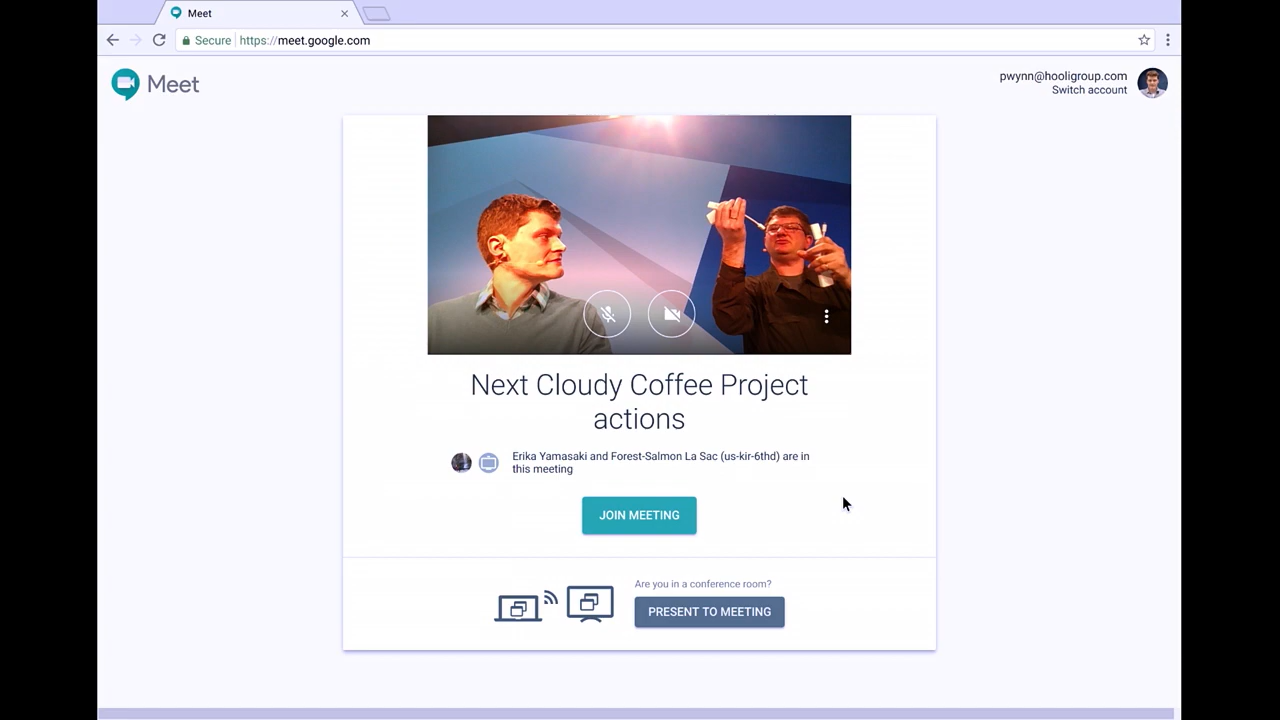 Meet
Secure https://meet.google.com
Meet
pwynn@hooligroup.com
Switch account
Next Cloudy Coffee Project
actions
Erika Yamasaki and Forest-Salmon La Sac (us-kir-6thd) are in
this meeting
JOIN MEETING
Are you in a conference room?
PRESENT TO MEETING